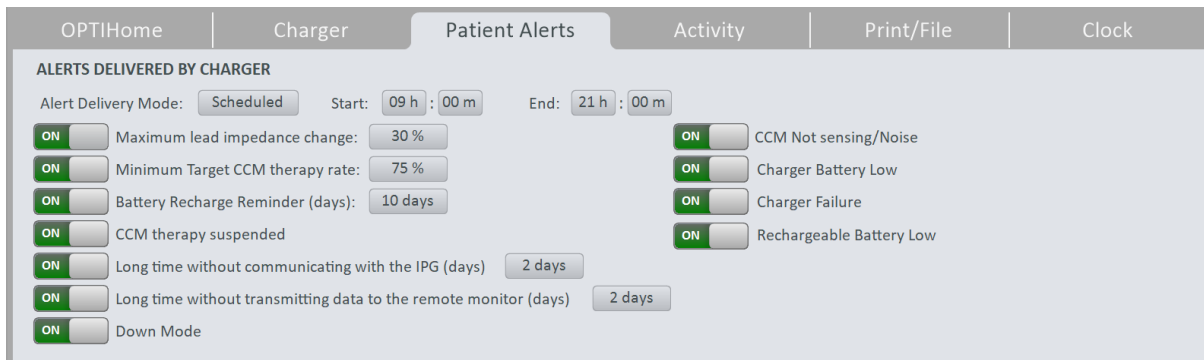 OPTIHome Charger Patient Alerts Activity Print/File Clock
ALERTS DELIVERED BY CHARGER
Alert Delivery Mode: Scheduled Start: 09 h : 00 m End: 21 h : 00 m
ON Maximum lead impedance change: 30 % ON CCM Not sensing/Noise
ON Minimum Target CCM therapy rate: 75 % ON Charger Battery Low
ON Battery Recharge Reminder (days): 10 days ON Charger Failure
ON CCM therapy suspended ON Rechargeable Battery Low
ON Long time without communicating with the IPG (days) 2 days
ON Long time without transmitting data to the remote monitor (days) 2 days
ON Down Mode